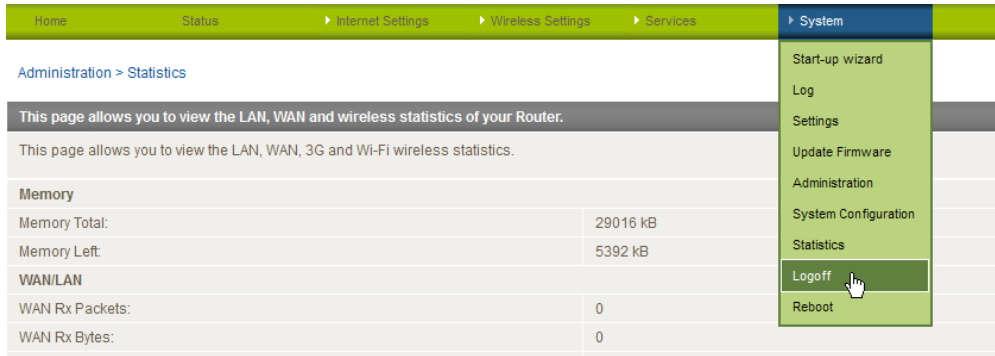 Home Status Internet Settings Wireless Settings Services System
Start-up wizard
Log
Settings
Update Firmware
Administration
System Configuration
Statistics
Logoff
Reboot
Administration > Statistics
This page allows you to view the LAN, WAN and wireless statistics of your Router.
This page allows you to view the LAN, WAN, 3G and Wi-Fi wireless statistics.
Memory
Memory Total: 29016 kB
Memory Left: 5392 kB
WAN/LAN
WAN Rx Packets: 0
WAN Rx Bytes: 0